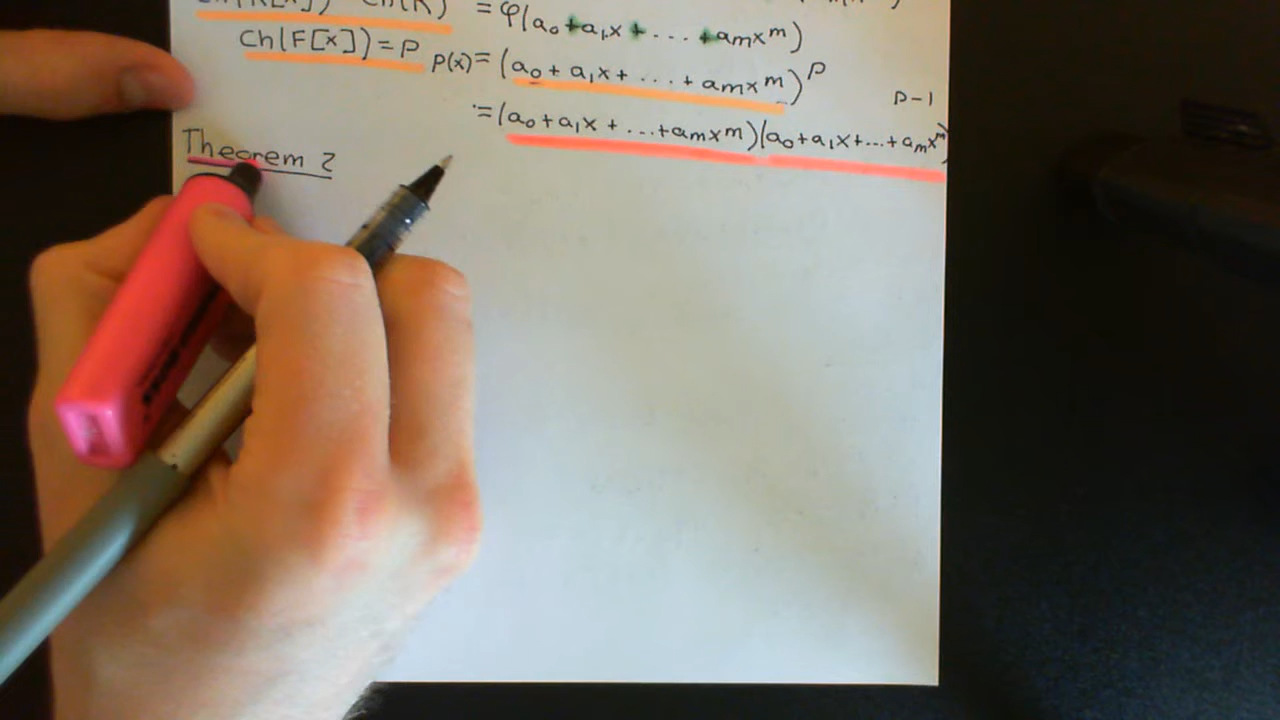 = φ(a₀+a₁x + ... + aₘxᵐ)
Ch(F[x]) = P
P(x) = (a₀ + a₁x + ... + aₘxᵐ)ᵖ
P-1
= (a₀+a₁x + ...+aₘxᵐ)(a₀+a₁x+...+aₘxᵐ)
Theorem 2